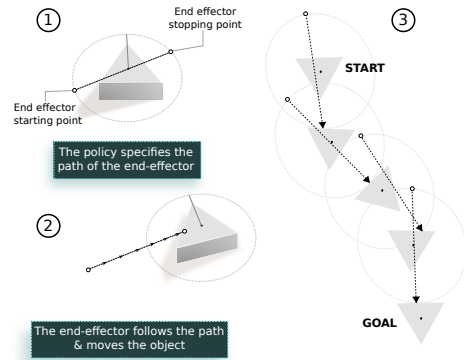 1
End effector
stopping point
End effector
starting point
The policy specifies the
path of the end-effector
2
The end-effector follows the path
& moves the object
3
START
GOAL